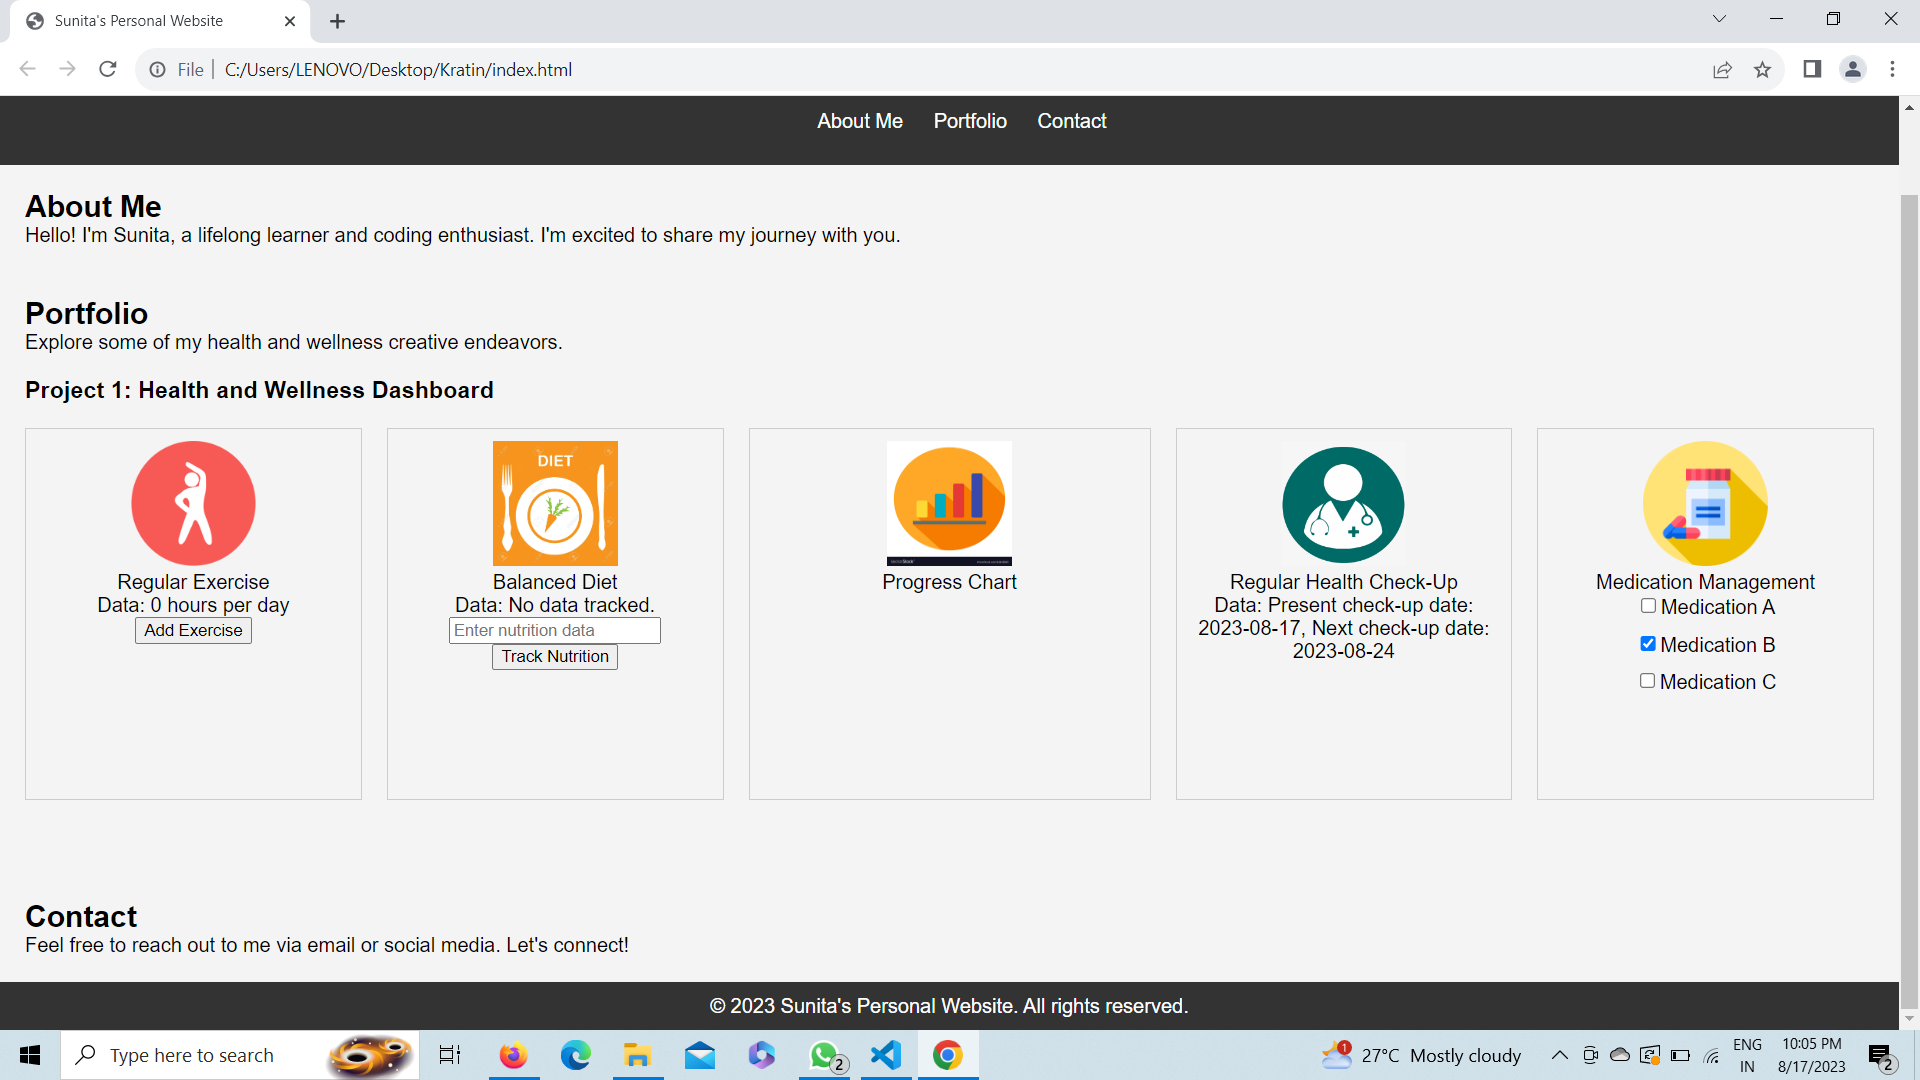 Sunita's Personal Website
File
C:/Users/LENOVO/Desktop/Kratin/index.html
About Me Portfolio Contact
About Me
Hello! I'm Sunita, a lifelong learner and coding enthusiast. I'm excited to share my journey with you.
Portfolio
Explore some of my health and wellness creative endeavors.
Project 1: Health and Wellness Dashboard
DIET
Regular Exercise
Data: 0 hours per day
Add Exercise
Balanced Diet
Data: No data tracked.
Enter nutrition data
Track Nutrition
Progress Chart
Regular Health Check-Up
Data: Present check-up date:
2023-08-17, Next check-up date:
2023-08-24
Medication Management
Medication A
Medication B
Medication C
Contact
Feel free to reach out to me via email or social media. Let's connect!
© 2023 Sunita's Personal Website. All rights reserved.
Type here to search
2
1
27°C Mostly cloudy
ENG
IN
10:05 PM
8/17/2023
2